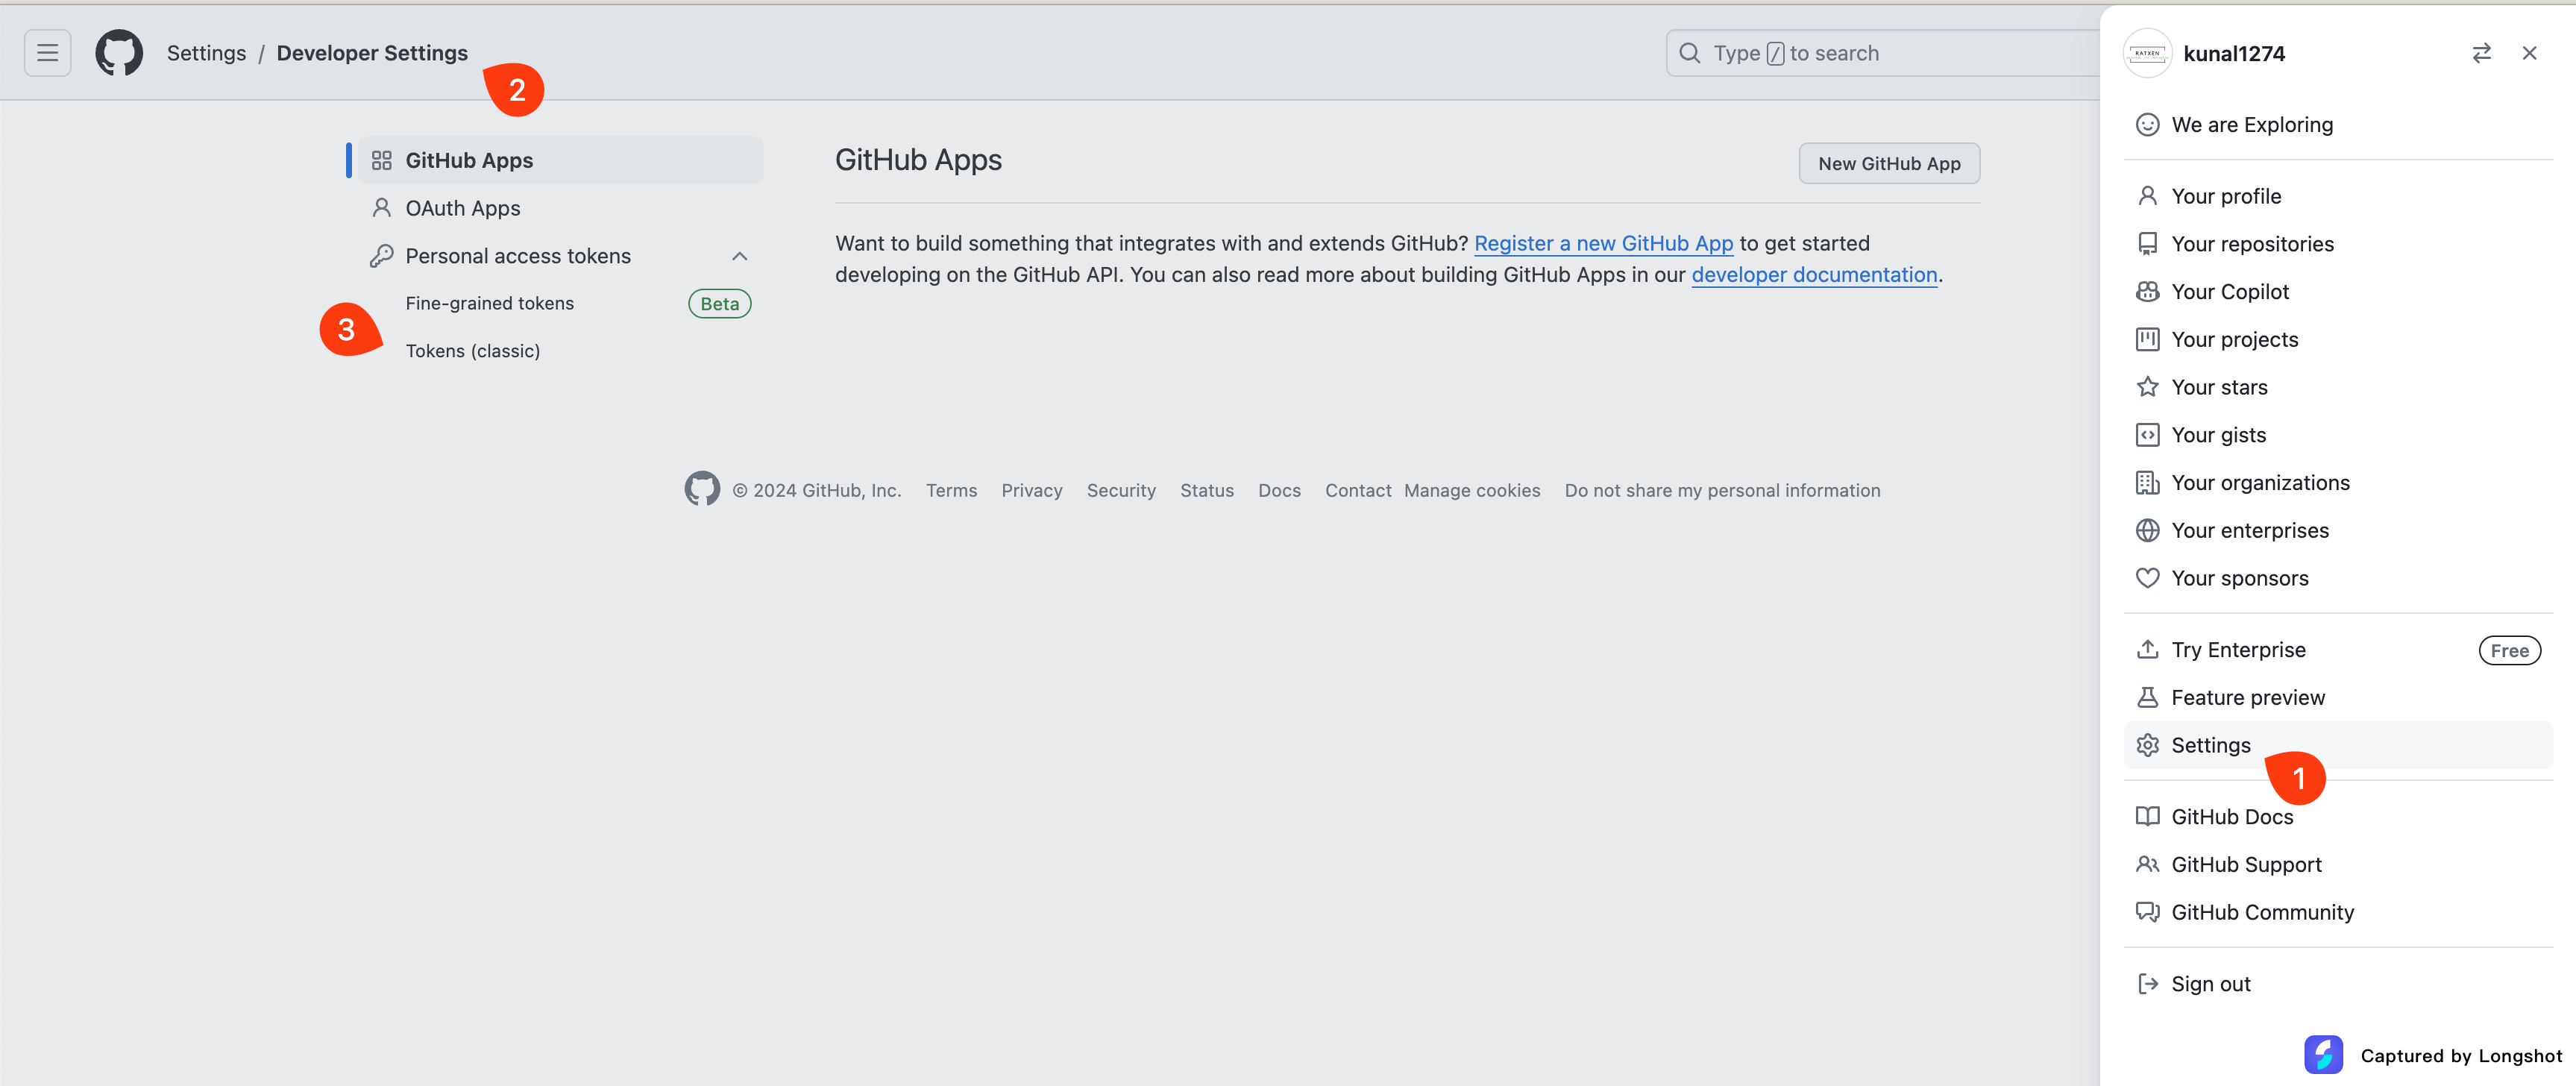 Settings / Developer Settings
2
Type / to search
GitHub Apps
OAuth Apps
Personal access tokens
Fine-grained tokens Beta
3
Tokens (classic)
GitHub Apps
New GitHub App
Want to build something that integrates with and extends GitHub? Register a new GitHub App to get started
developing on the GitHub API. You can also read more about building GitHub Apps in our developer documentation.
© 2024 GitHub, Inc. Terms Privacy Security Status Docs Contact Manage cookies Do not share my personal information
RATXEN
kunal1274
We are Exploring
Your profile
Your repositories
Your Copilot
Your projects
Your stars
Your gists
Your organizations
Your enterprises
Your sponsors
Try Enterprise Free
Feature preview
Settings
1
GitHub Docs
GitHub Support
GitHub Community
Sign out
Captured by Longshot